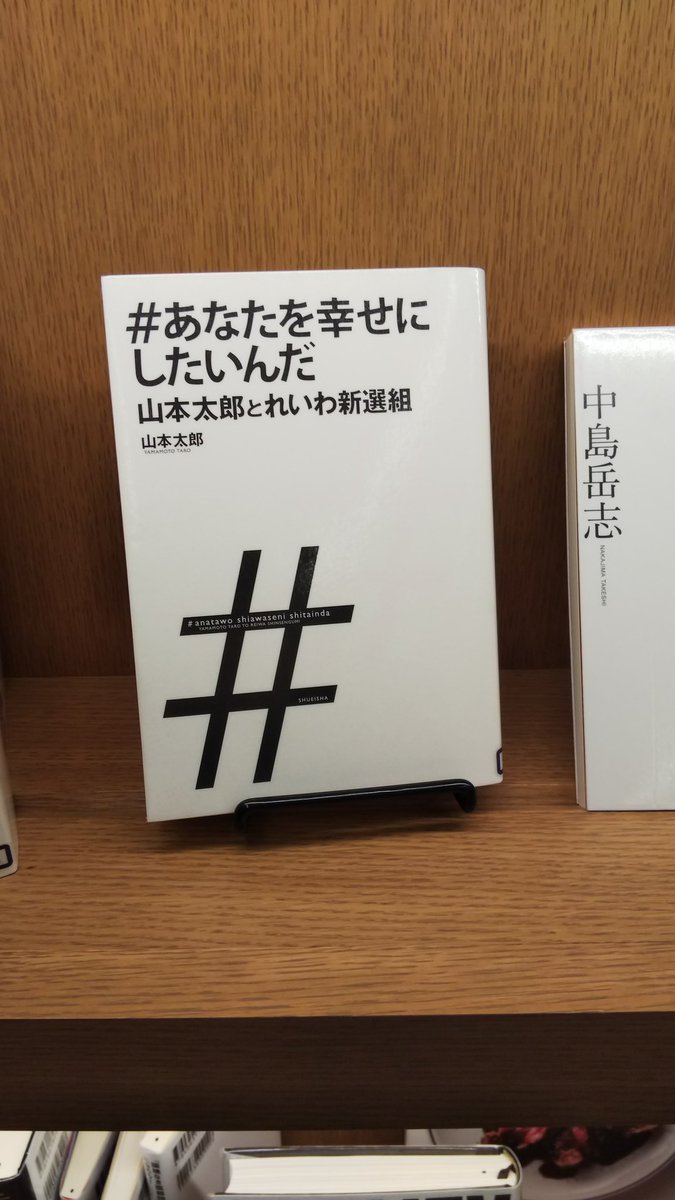 #あなたを幸せに
したいんだ
山本太郎とれいわ新選組
山本太郎
YAMAMOTO TARO
#anatawo shiawaseni shitainda
YAMAMOTO TARO TO REIWA SHINSENGUMI
SHUEISHA
中島岳志
NAKAJIMA TAKESHI